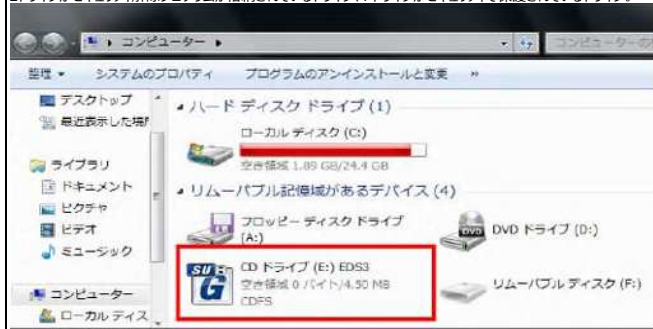 コンピューター
整理
システムのプロパティ
プログラムのアンインストールと変更
»
デスクトップ
最近表示した場所
ライブラリ
ドキュメント
ピクチャ
ビデオ
ミュージック
コンピューター
ローカル ディス
ハード ディスク ドライブ (1)
ローカル ディスク (C:)
空き領域 1.89 GB/24.4 GB
リムーバブル記憶域があるデバイス (4)
フロッピー ディスク ドライブ
(A:)
DVD
DVD ドライブ (D:)
SU
G
CD ドライブ (E:) EDS3
空き領域 0 バイト/4.50 MB
CDFS
リムーバブル ディスク (F:)